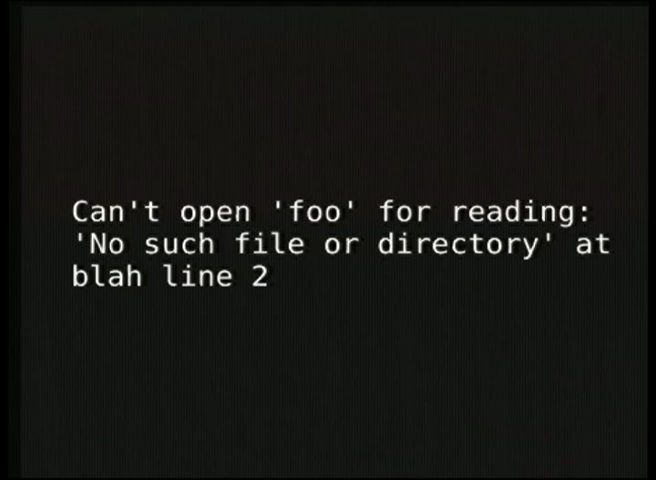 Can't open 'foo' for reading:
'No such file or directory' at
blah line 2